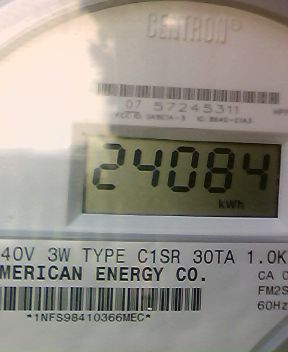 CENTRON®
07 57245311
24084
kWh
40V 3W TYPE C1SR 30TA 1.0K
MERICAN ENERGY CO.
CA 0
FM2S
60Hz
*1NFS98410366MEC*